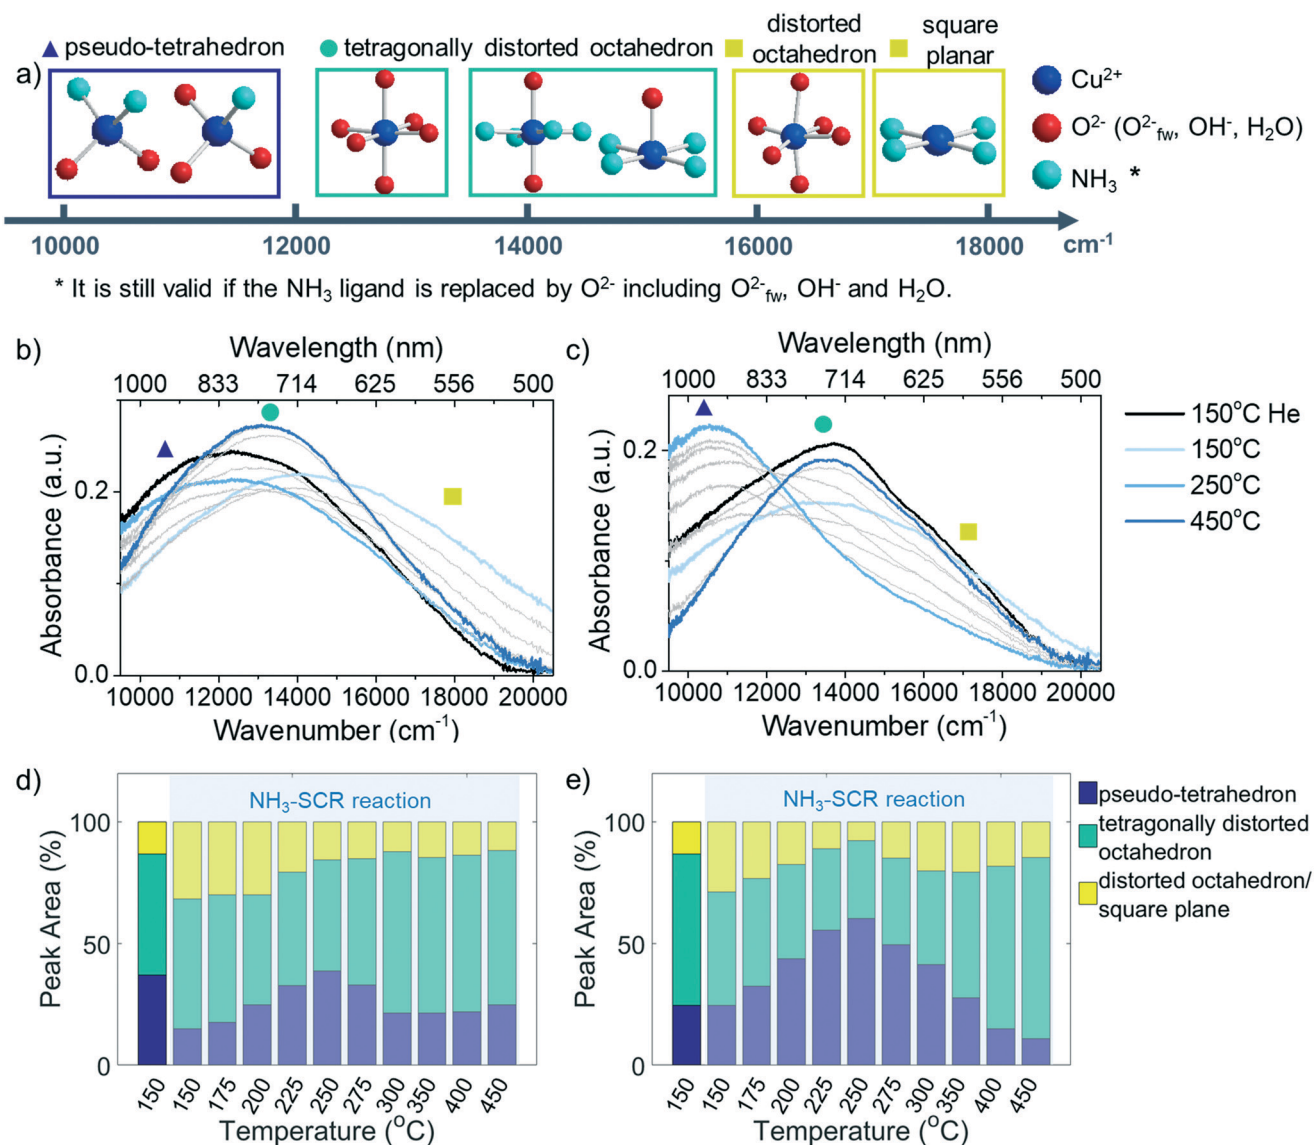 a)
▲ pseudo-tetrahedron
● tetragonally distorted octahedron
■ distorted octahedron
■ square planar
Cu²⁺
O²⁻ (O²⁻fw, OH⁻, H₂O)
NH₃ *
10000 12000 14000 16000 18000 cm⁻¹
* It is still valid if the NH₃ ligand is replaced by O²⁻ including O²⁻fw, OH⁻ and H₂O.
b)
Wavelength (nm)
1000 833 714 625 556 500
Absorbance (a.u.)
0.2
0.0
10000 12000 14000 16000 18000 20000
Wavenumber (cm⁻¹)
c)
Wavelength (nm)
1000 833 714 625 556 500
Absorbance (a.u.)
0.2
0.0
10000 12000 14000 16000 18000 20000
Wavenumber (cm⁻¹)
150°C He
150°C
250°C
450°C
d)
NH₃-SCR reaction
Peak Area (%)
100
50
0
150 150 175 200 225 250 275 300 350 400 450
Temperature (°C)
e)
NH₃-SCR reaction
Peak Area (%)
100
50
0
150 150 175 200 225 250 275 300 350 400 450
Temperature (°C)
pseudo-tetrahedron
tetragonally distorted
octahedron
distorted octahedron/
square plane